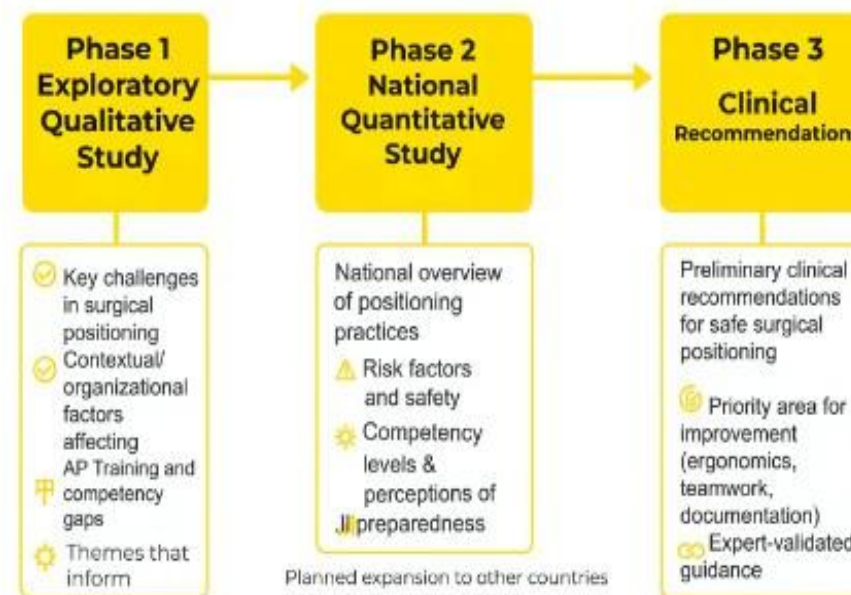 Phase 1
Exploratory
Qualitative
Study
Key challenges
in surgical
positioning
Contextual/
organizational
factors
affecting
AP Training and
competency
gaps
Themes that
inform
Phase 2
National
Quantitative
Study
National overview
of positioning
practices
Risk factors
and safety
Competency
levels &
perceptions of
preparedness
Planned expansion to other countries
Phase 3
Clinical
Recommendation
Preliminary clinical
recommendations
for safe surgical
positioning
Priority area for
improvement
(ergonomics,
teamwork,
documentation)
Expert-validated
guidance